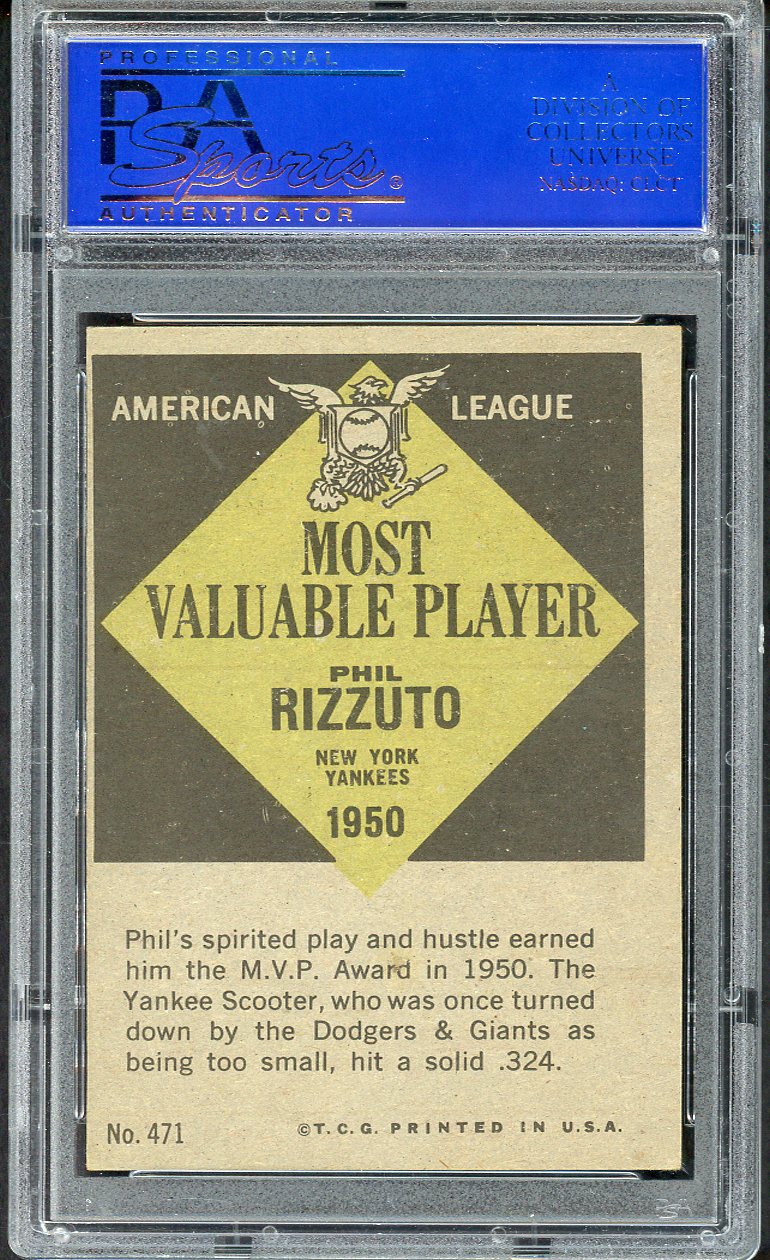 PROFESSIONAL
PSA
Sports®
AUTHENTICATOR
A
DIVISION OF
COLLECTORS
UNIVERSE
NASDAQ: CLCT
AMERICAN LEAGUE
MOST
VALUABLE PLAYER
PHIL
RIZZUTO
NEW YORK
YANKEES
1950
Phil's spirited play and hustle earned
him the M.V.P. Award in 1950. The
Yankee Scooter, who was once turned
down by the Dodgers & Giants as
being too small, hit a solid .324.
No. 471 ©T.C.G. PRINTED IN U.S.A.